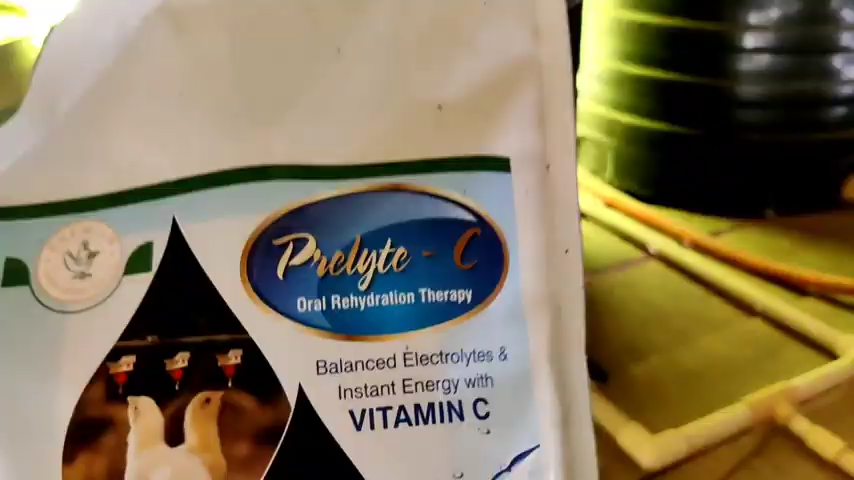 Prelyte - C
Oral Rehydration Therapy
Balanced Electrolytes &
Instant Energy with
VITAMIN C